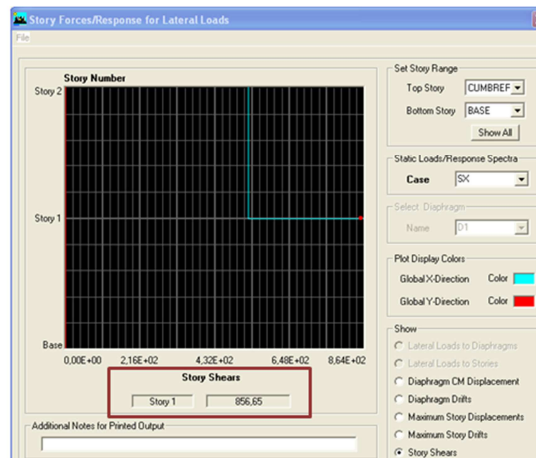 Story Forces/Response for Lateral Loads
File
Story Number
Story 2
Story 1
Base
0,00E+00 2,16E+02 4,32E+02 6,48E+02 8,64E+02
Story Shears
Story 1 856,65
Additional Notes for Printed Output
Set Story Range
Top Story CUMBREF
Bottom Story BASE
Show All
Static Loads/Response Spectra
Case SX
Select Diaphragm
Name D1
Plot Display Colors
Global X-Direction Color
Global Y-Direction Color
Show
Lateral Loads to Diaphragms
Lateral Loads to Stories
Diaphragm CM Displacement
Diaphragm Drifts
Maximum Story Displacements
Maximum Story Drifts
Story Shears